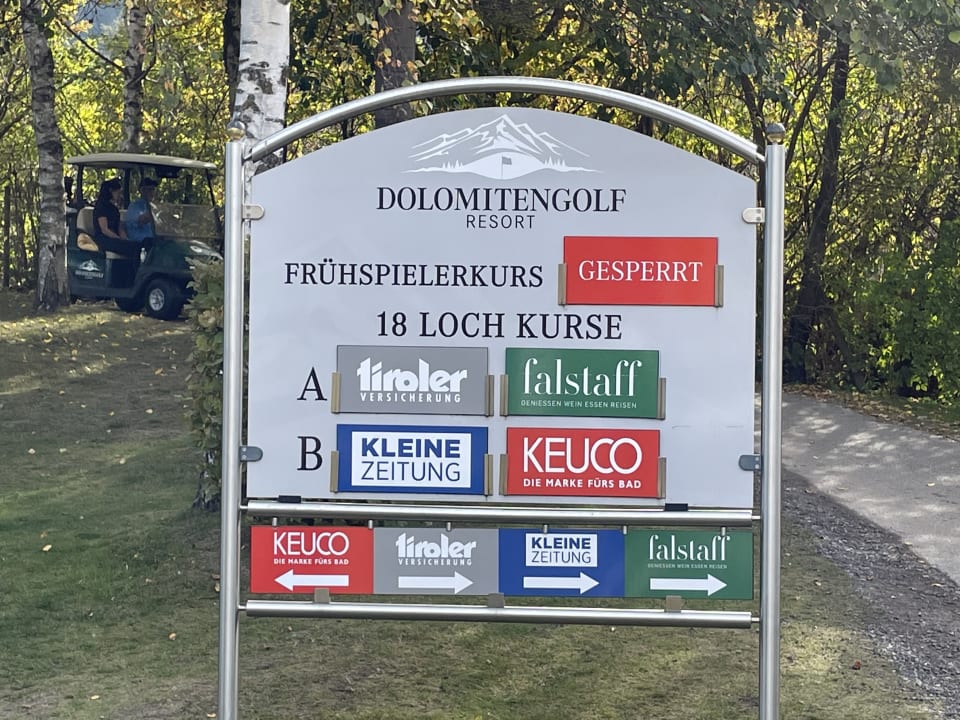 DOLOMITENGOLF
RESORT
FRÜHSPIELERKURS GESPERRT
18 LOCH KURSE
A tiroler VERSICHERUNG falstaff GENIESSEN WEIN ESSEN REISEN
B KLEINE ZEITUNG KEUCO DIE MARKE FÜRS BAD
KEUCO DIE MARKE FÜRS BAD tiroler VERSICHERUNG KLEINE ZEITUNG falstaff GENIESSEN WEIN ESSEN REISEN